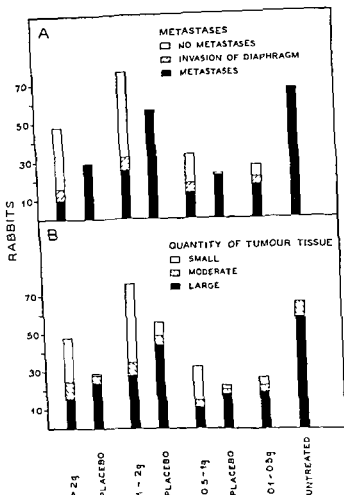 A
METASTASES
NO METASTASES
INVASION OF DIAPHRAGM
METASTASES
70
50
30
10
RABBITS
B
QUANTITY OF TUMOUR TISSUE
SMALL
MODERATE
LARGE
70
50
30
10
>2g
PLACEBO
1 - 2g
PLACEBO
0.5-1g
PLACEBO
0.1-0.5g
UNTREATED